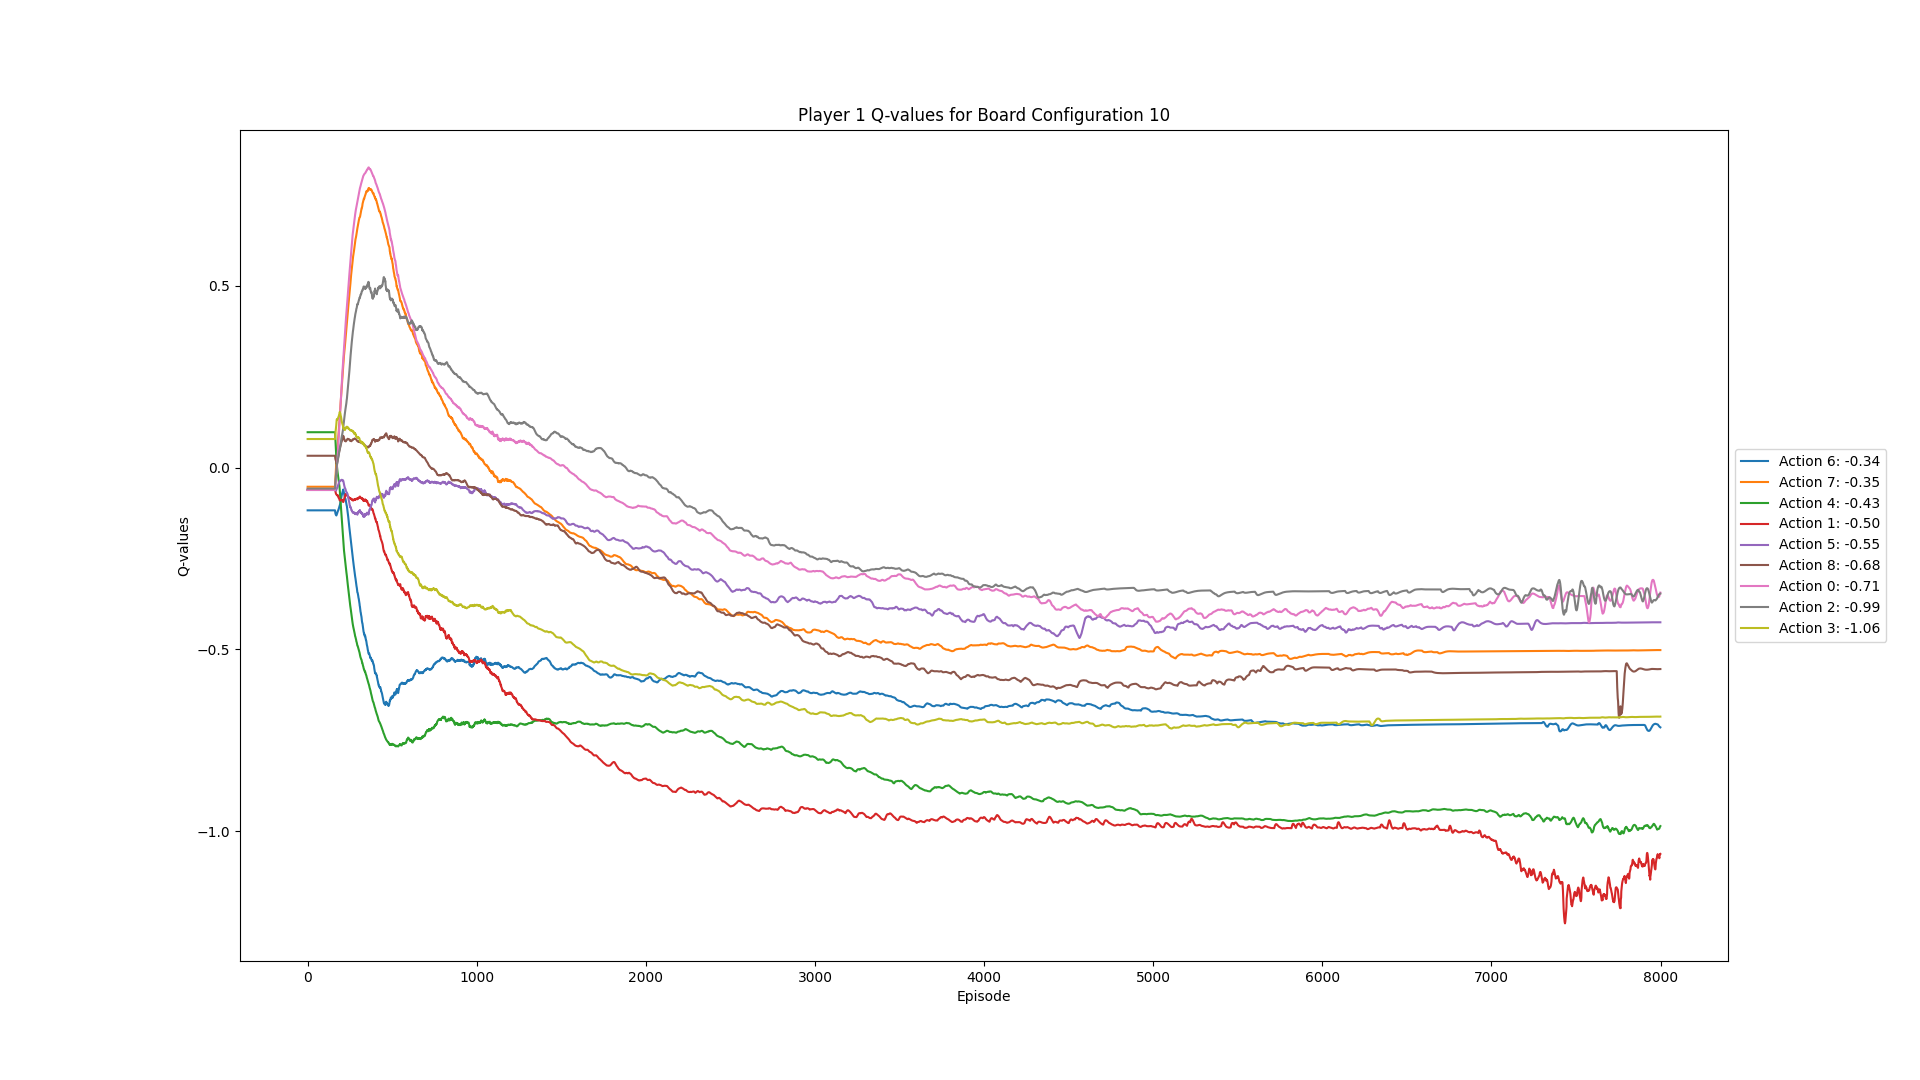 Player 1 Q-values for Board Configuration 10
Q-values
0.5
0.0
−0.5
−1.0
0
1000
2000
3000
4000
5000
6000
7000
8000
Episode
Action 6: -0.34
Action 7: -0.35
Action 4: -0.43
Action 1: -0.50
Action 5: -0.55
Action 8: -0.68
Action 0: -0.71
Action 2: -0.99
Action 3: -1.06